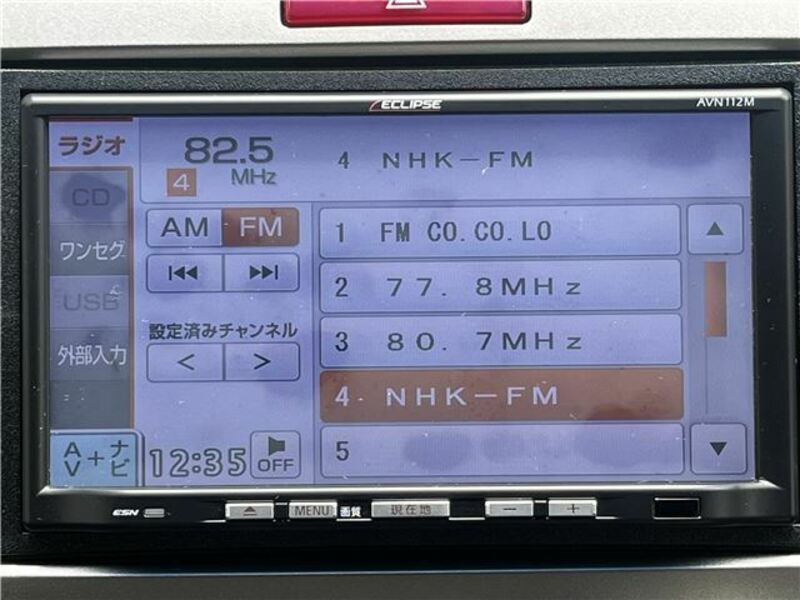 ECLIPSE
AVN112M
ラジオ
CD
ワンセグ
USB
外部入力
AV+ナビ
82.5
4
MHz
4 NHK-FM
AM
FM
設定済みチャンネル
<
>
12:35
OFF
1 FM CO.CO.LO
2 77. 8MHz
3 80. 7MHz
4 NHK-FM
5
ESN
MENU
画質
現在地
−
+